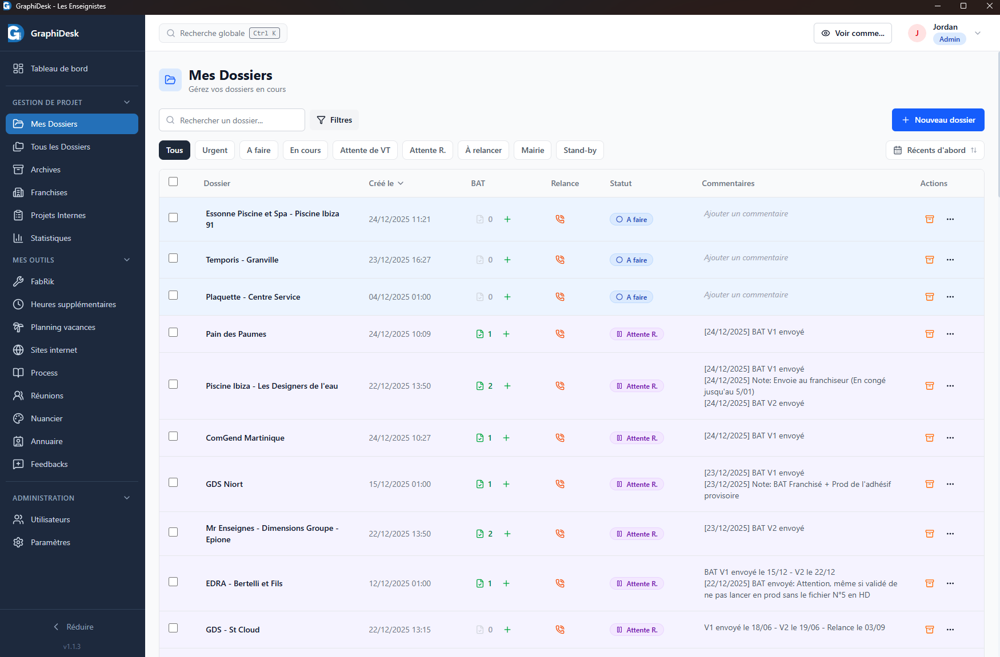 GraphiDesk - Les Enseignistes
GraphiDesk
Recherche globale Ctrl K
Voir comme...
J
Jordan
Admin
Tableau de bord
GESTION DE PROJET
Mes Dossiers
Tous les Dossiers
Archives
Franchises
Projets Internes
Statistiques
MES OUTILS
FabRik
Heures supplémentaires
Planning vacances
Sites internet
Process
Réunions
Nuancier
Annuaire
Feedbacks
ADMINISTRATION
Utilisateurs
Paramètres
Réduire
v1.1.3
Mes Dossiers
Gérez vos dossiers en cours
Rechercher un dossier...
Filtres
+ Nouveau dossier
Tous Urgent A faire En cours Attente de VT Attente R. À relancer Mairie Stand-by
Récents d'abord
Dossier Créé le BAT Relance Statut Commentaires Actions
Essonne Piscine et Spa - Piscine Ibiza
91
24/12/2025 11:21 0 + A faire Ajouter un commentaire
Temporis - Granville 23/12/2025 16:27 0 + A faire Ajouter un commentaire
Plaquette - Centre Service 04/12/2025 01:00 0 + A faire Ajouter un commentaire
Pain des Paumes 24/12/2025 10:09 1 + Attente R. [24/12/2025] BAT V1 envoyé
Piscine Ibiza - Les Designers de l'eau 22/12/2025 13:50 2 + Attente R.
[24/12/2025] BAT V1 envoyé
[24/12/2025] Note: Envoie au franchiseur (En congé
jusqu'au 5/01)
[24/12/2025] BAT V2 envoyé
ComGend Martinique 24/12/2025 10:27 1 + Attente R. [24/12/2025] BAT V1 envoyé
GDS Niort 15/12/2025 01:00 1 + Attente R.
[23/12/2025] BAT V1 envoyé
[23/12/2025] Note: BAT Franchisé + Prod de l'adhésif
provisoire
Mr Enseignes - Dimensions Groupe -
Epione
22/12/2025 13:50 2 + Attente R. [23/12/2025] BAT V2 envoyé
EDRA - Bertelli et Fils 12/12/2025 01:00 1 + Attente R.
BAT V1 envoyé le 15/12 - V2 le 22/12
[22/12/2025] BAT envoyé: Attention, même si validé de
ne pas lancer en prod sans le fichier N°5 en HD
GDS - St Cloud 22/12/2025 13:15 0 + Attente R. V1 envoyé le 18/06 - V2 le 19/06 - Relance le 03/09